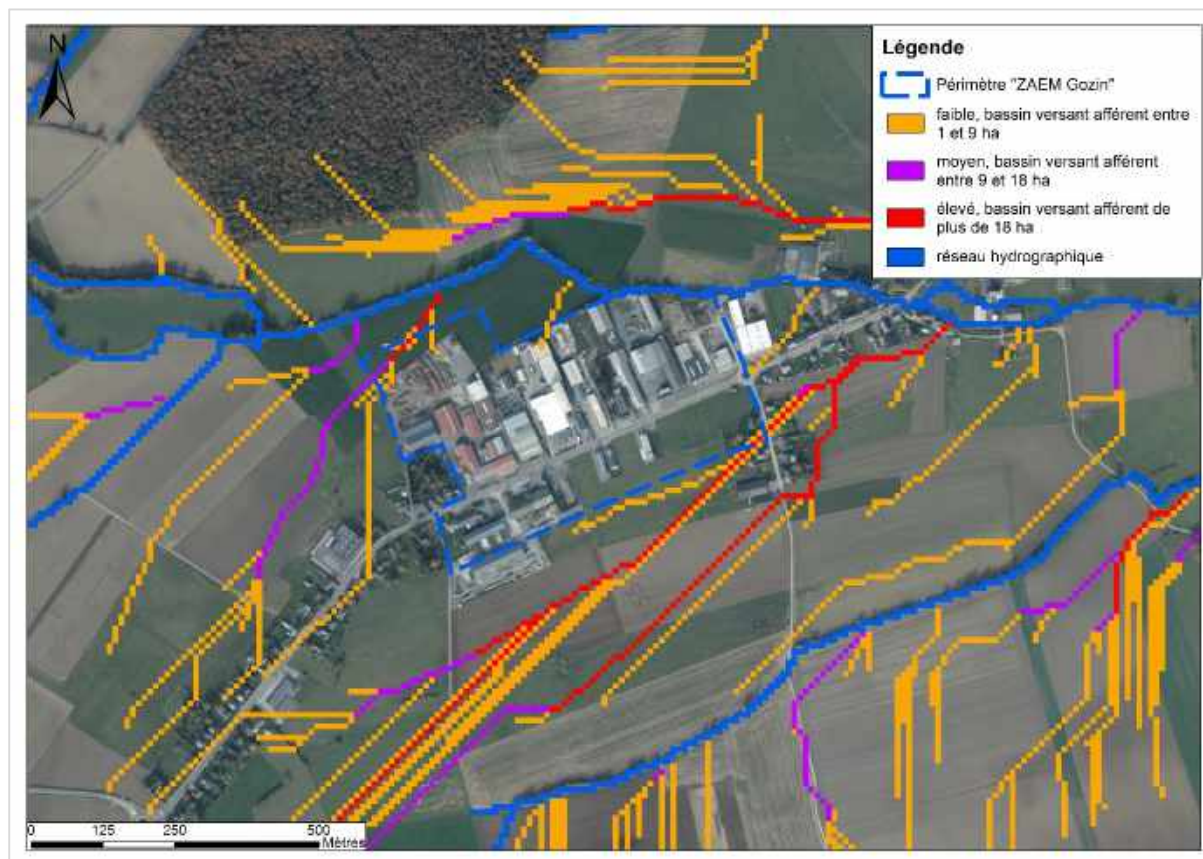 N
Légende
Périmètre "ZAEM Gozin"
faible, bassin versant afférent entre
1 et 9 ha
moyen, bassin versant afférent
entre 9 et 18 ha
élevé, bassin versant afférent de
plus de 18 ha
réseau hydrographique
0 125 250 500
Mètres